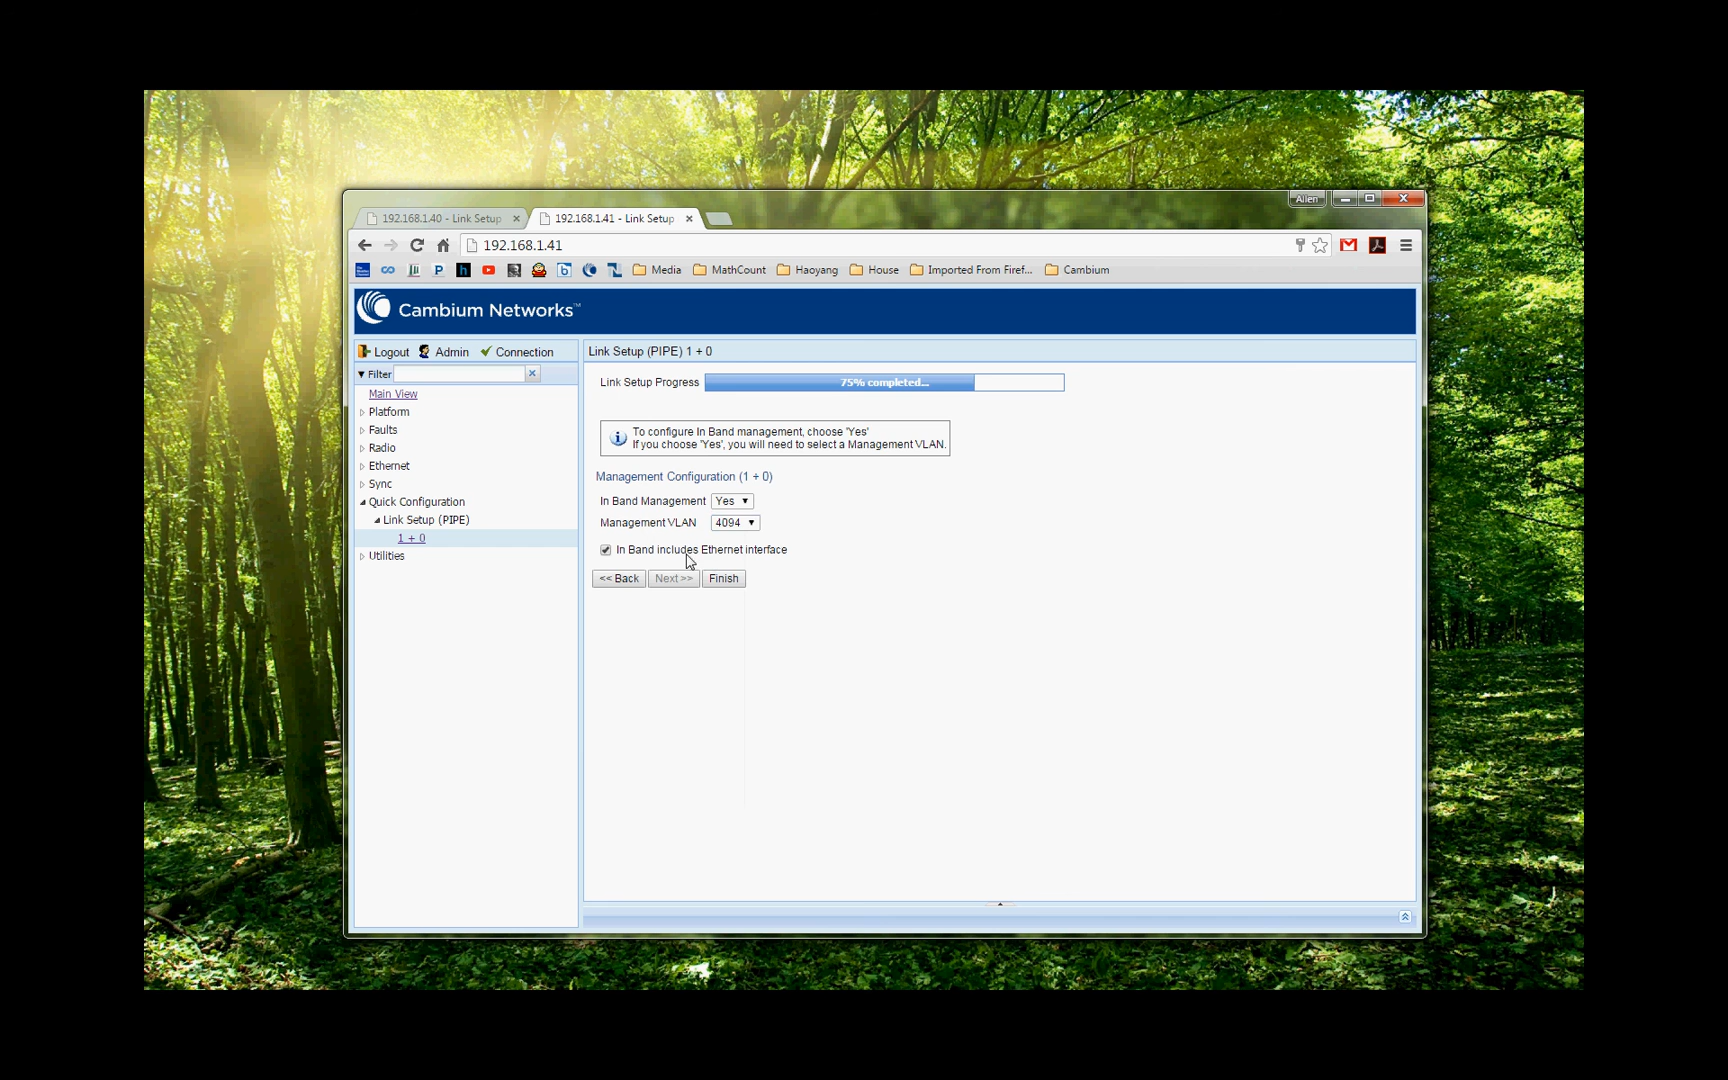 Allen
192.168.1.40 - Link Setup
192.168.1.41 - Link Setup
192.168.1.41
Media
MathCount
Haoyang
House
Imported From Firef...
Cambium
Cambium Networks™
Logout
Admin
Connection
Link Setup (PIPE) 1 + 0
Filter
Link Setup Progress
75% completed...
Main View
Platform
Faults
Radio
Ethernet
Sync
Quick Configuration
Link Setup (PIPE)
1 + 0
Utilities
To configure In Band management, choose 'Yes'
If you choose 'Yes', you will need to select a Management VLAN.
Management Configuration (1 + 0)
In Band Management Yes
Management VLAN 4094
In Band includes Ethernet interface
<< Back
Next >>
Finish